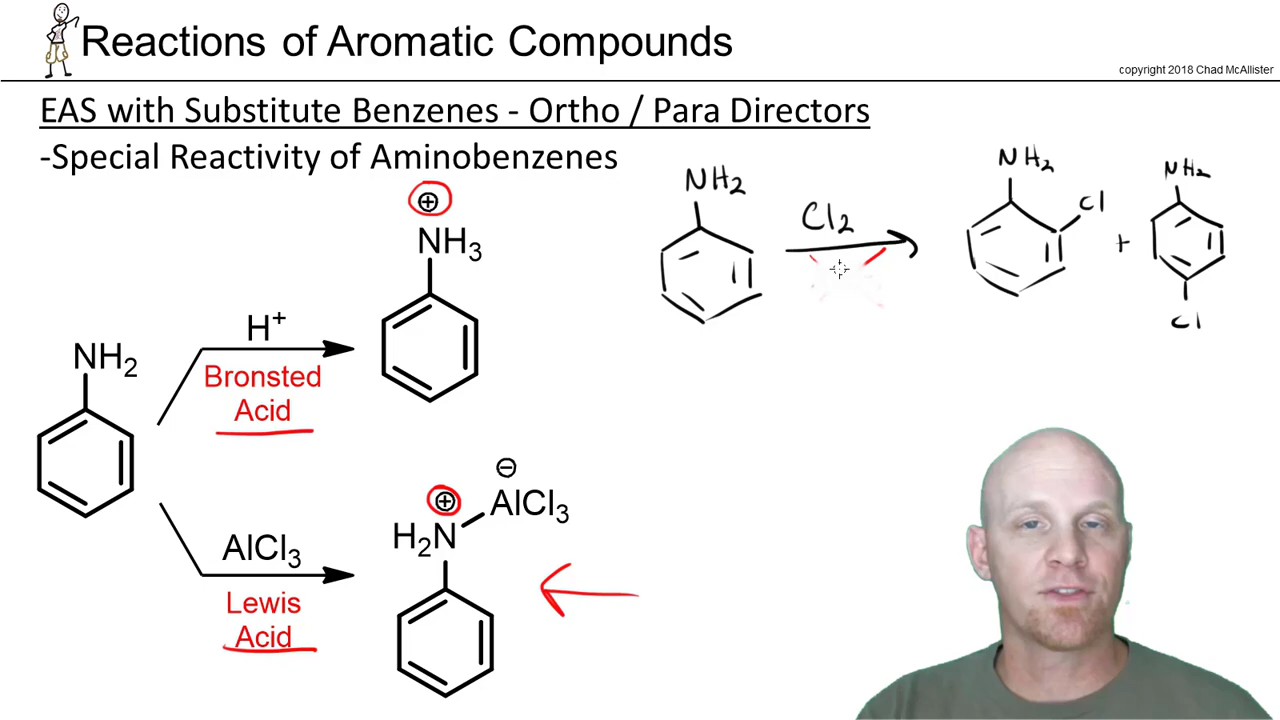 Reactions of Aromatic Compounds
copyright 2018 Chad McAllister
EAS with Substitute Benzenes - Ortho / Para Directors
-Special Reactivity of Aminobenzenes
⊕
NH₃
H⁺
Bronsted
Acid
NH₂
AlCl₃
Lewis
Acid
⊖
⊕ AlCl₃
H₂N
NH₂
Cl₂
NH₂
Cl
+
NH₂
Cl